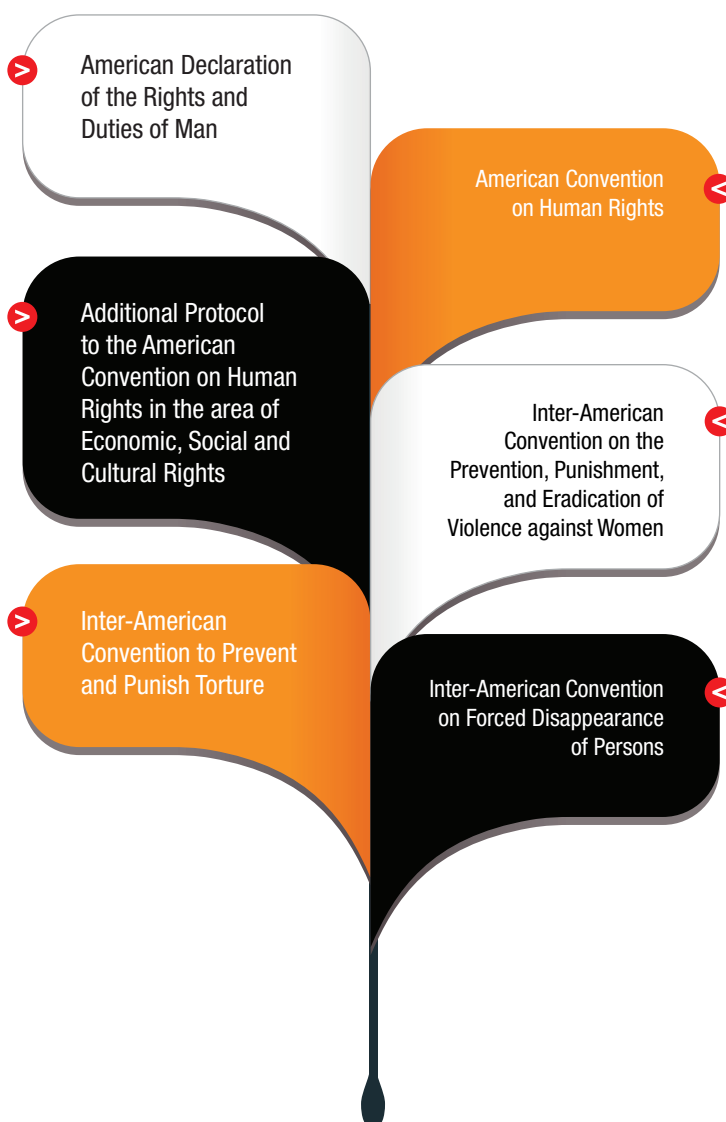 American Declaration
of the Rights and
Duties of Man
American Convention
on Human Rights
Additional Protocol
to the American
Convention on Human
Rights in the area of
Economic, Social and
Cultural Rights
Inter-American
Convention on the
Prevention, Punishment,
and Eradication of
Violence against Women
Inter-American
Convention to Prevent
and Punish Torture
Inter-American Convention
on Forced Disappearance
of Persons